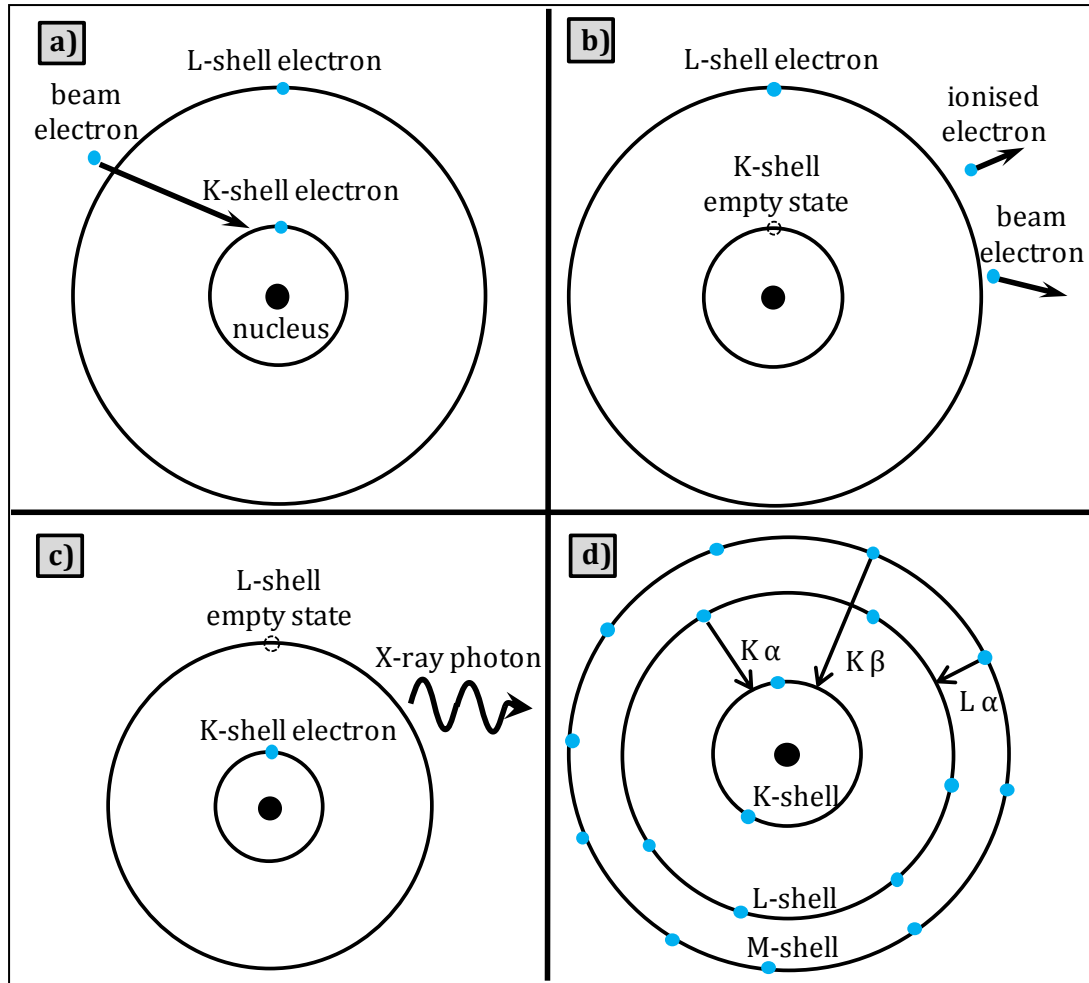 a)
L-shell electron
beam
electron
K-shell electron
nucleus
b)
L-shell electron
ionised
electron
K-shell
empty state
beam
electron
c)
L-shell
empty state
X-ray photon
K-shell electron
d)
K α
K β
L α
K-shell
L-shell
M-shell